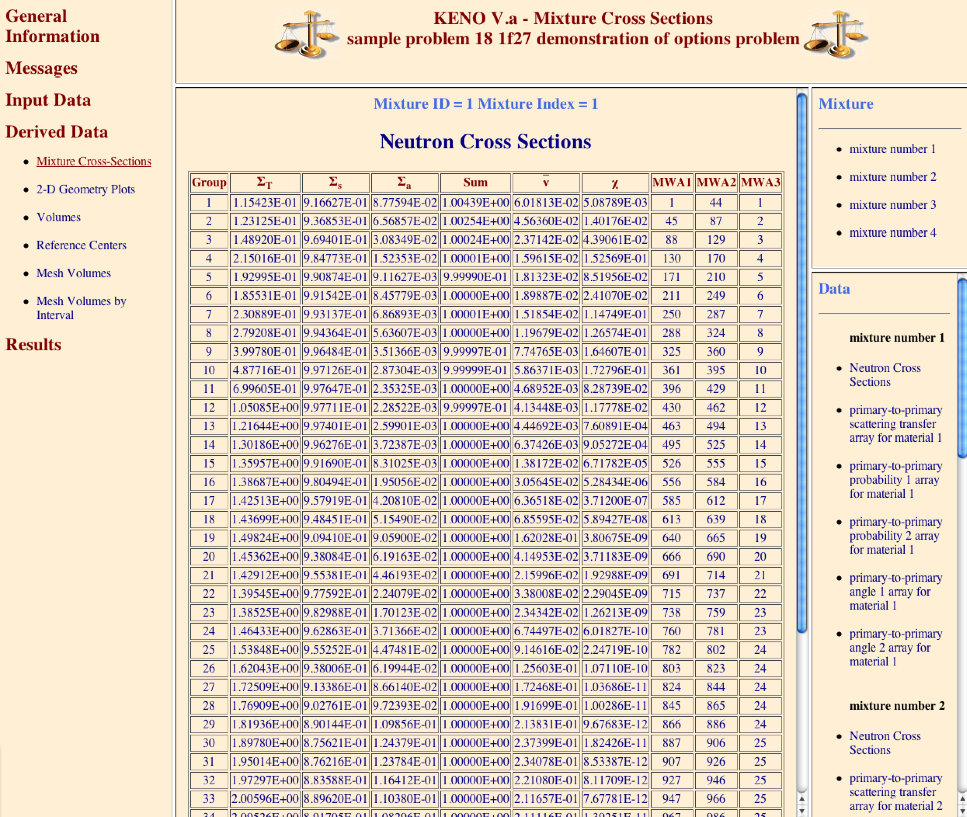 General
Information
Messages
Input Data
Derived Data
Mixture Cross-Sections
2-D Geometry Plots
Volumes
Reference Centers
Mesh Volumes
Mesh Volumes by
Interval
Results
KENO V.a - Mixture Cross Sections
sample problem 18 1f27 demonstration of options problem
Mixture ID = 1 Mixture Index = 1
Neutron Cross Sections
Group ΣT Σs Σa Sum ν̅ χ MWA1 MWA2 MWA3
1 1.15423E-01 9.16627E-01 8.77594E-02 1.00439E+00 6.01813E-02 5.08789E-03 1 44 1
2 1.23125E-01 9.36853E-01 6.56857E-02 1.00254E+00 4.56360E-02 1.40176E-02 45 87 2
3 1.48920E-01 9.69401E-01 3.08349E-02 1.00024E+00 2.37142E-02 4.39061E-02 88 129 3
4 2.15016E-01 9.84773E-01 1.52353E-02 1.00001E+00 1.59615E-02 1.52569E-01 130 170 4
5 1.92995E-01 9.90874E-01 9.11627E-03 9.99990E-01 1.81323E-02 8.51956E-02 171 210 5
6 1.85531E-01 9.91542E-01 8.45779E-03 1.00000E+00 1.89887E-02 2.41070E-02 211 249 6
7 2.30889E-01 9.93137E-01 6.86893E-03 1.00001E+00 1.51854E-02 1.14749E-01 250 287 7
8 2.79208E-01 9.94364E-01 5.63607E-03 1.00000E+00 1.19679E-02 1.26574E-01 288 324 8
9 3.99780E-01 9.96484E-01 3.51366E-03 9.99997E-01 7.74765E-03 1.64607E-01 325 360 9
10 4.87716E-01 9.97126E-01 2.87304E-03 9.99999E-01 5.86371E-03 1.72796E-01 361 395 10
11 6.99605E-01 9.97647E-01 2.35325E-03 1.00000E+00 4.68952E-03 8.28739E-02 396 429 11
12 1.05085E+00 9.97711E-01 2.28522E-03 9.99997E-01 4.13448E-03 1.17778E-02 430 462 12
13 1.21644E+00 9.97401E-01 2.59901E-03 1.00000E+00 4.44692E-03 7.60891E-04 463 494 13
14 1.30186E+00 9.96276E-01 3.72387E-03 1.00000E+00 6.37426E-03 9.05272E-04 495 525 14
15 1.35957E+00 9.91690E-01 8.31025E-03 1.00000E+00 1.38172E-02 6.71782E-05 526 555 15
16 1.38687E+00 9.80494E-01 1.95056E-02 1.00000E+00 3.05645E-02 5.28434E-06 556 584 16
17 1.42513E+00 9.57919E-01 4.20810E-02 1.00000E+00 6.36518E-02 3.71200E-07 585 612 17
18 1.43699E+00 9.48451E-01 5.15490E-02 1.00000E+00 6.85595E-02 5.89427E-08 613 639 18
19 1.49824E+00 9.09410E-01 9.05900E-02 1.00000E+00 1.62028E-01 3.80675E-09 640 665 19
20 1.45362E+00 9.38084E-01 6.19163E-02 1.00000E+00 4.14953E-02 3.71183E-09 666 690 20
21 1.42912E+00 9.55381E-01 4.46193E-02 1.00000E+00 2.15996E-02 1.92988E-09 691 714 21
22 1.39545E+00 9.77592E-01 2.24079E-02 1.00000E+00 3.38008E-02 2.29045E-09 715 737 22
23 1.38525E+00 9.82988E-01 1.70123E-02 1.00000E+00 2.34342E-02 1.26213E-09 738 759 23
24 1.46433E+00 9.62863E-01 3.71366E-02 1.00000E+00 6.74497E-02 6.01827E-10 760 781 23
25 1.53848E+00 9.55252E-01 4.47481E-02 1.00000E+00 9.14616E-02 2.24719E-10 782 802 24
26 1.62043E+00 9.38006E-01 6.19944E-02 1.00000E+00 1.25603E-01 1.07110E-10 803 823 24
27 1.72509E+00 9.13386E-01 8.66140E-02 1.00000E+00 1.72468E-01 1.03686E-11 824 844 24
28 1.76909E+00 9.02761E-01 9.72393E-02 1.00000E+00 1.91699E-01 1.00286E-11 845 865 24
29 1.81936E+00 8.90144E-01 1.09856E-01 1.00000E+00 2.13831E-01 9.67683E-12 866 886 24
30 1.89780E+00 8.75621E-01 1.24379E-01 1.00000E+00 2.37399E-01 1.82426E-11 887 906 25
31 1.95014E+00 8.76216E-01 1.23784E-01 1.00000E+00 2.34078E-01 8.53387E-12 907 926 25
32 1.97297E+00 8.83588E-01 1.16412E-01 1.00000E+00 2.21080E-01 8.11709E-12 927 946 25
33 2.00596E+00 8.89620E-01 1.10380E-01 1.00000E+00 2.11657E-01 7.67781E-12 947 966 25
Mixture
mixture number 1
mixture number 2
mixture number 3
mixture number 4
Data
mixture number 1
Neutron Cross
Sections
primary-to-primary
scattering transfer
array for material 1
primary-to-primary
probability 1 array
for material 1
primary-to-primary
probability 2 array
for material 1
primary-to-primary
angle 1 array for
material 1
primary-to-primary
angle 2 array for
material 1
mixture number 2
Neutron Cross
Sections
primary-to-primary
scattering transfer
array for material 2